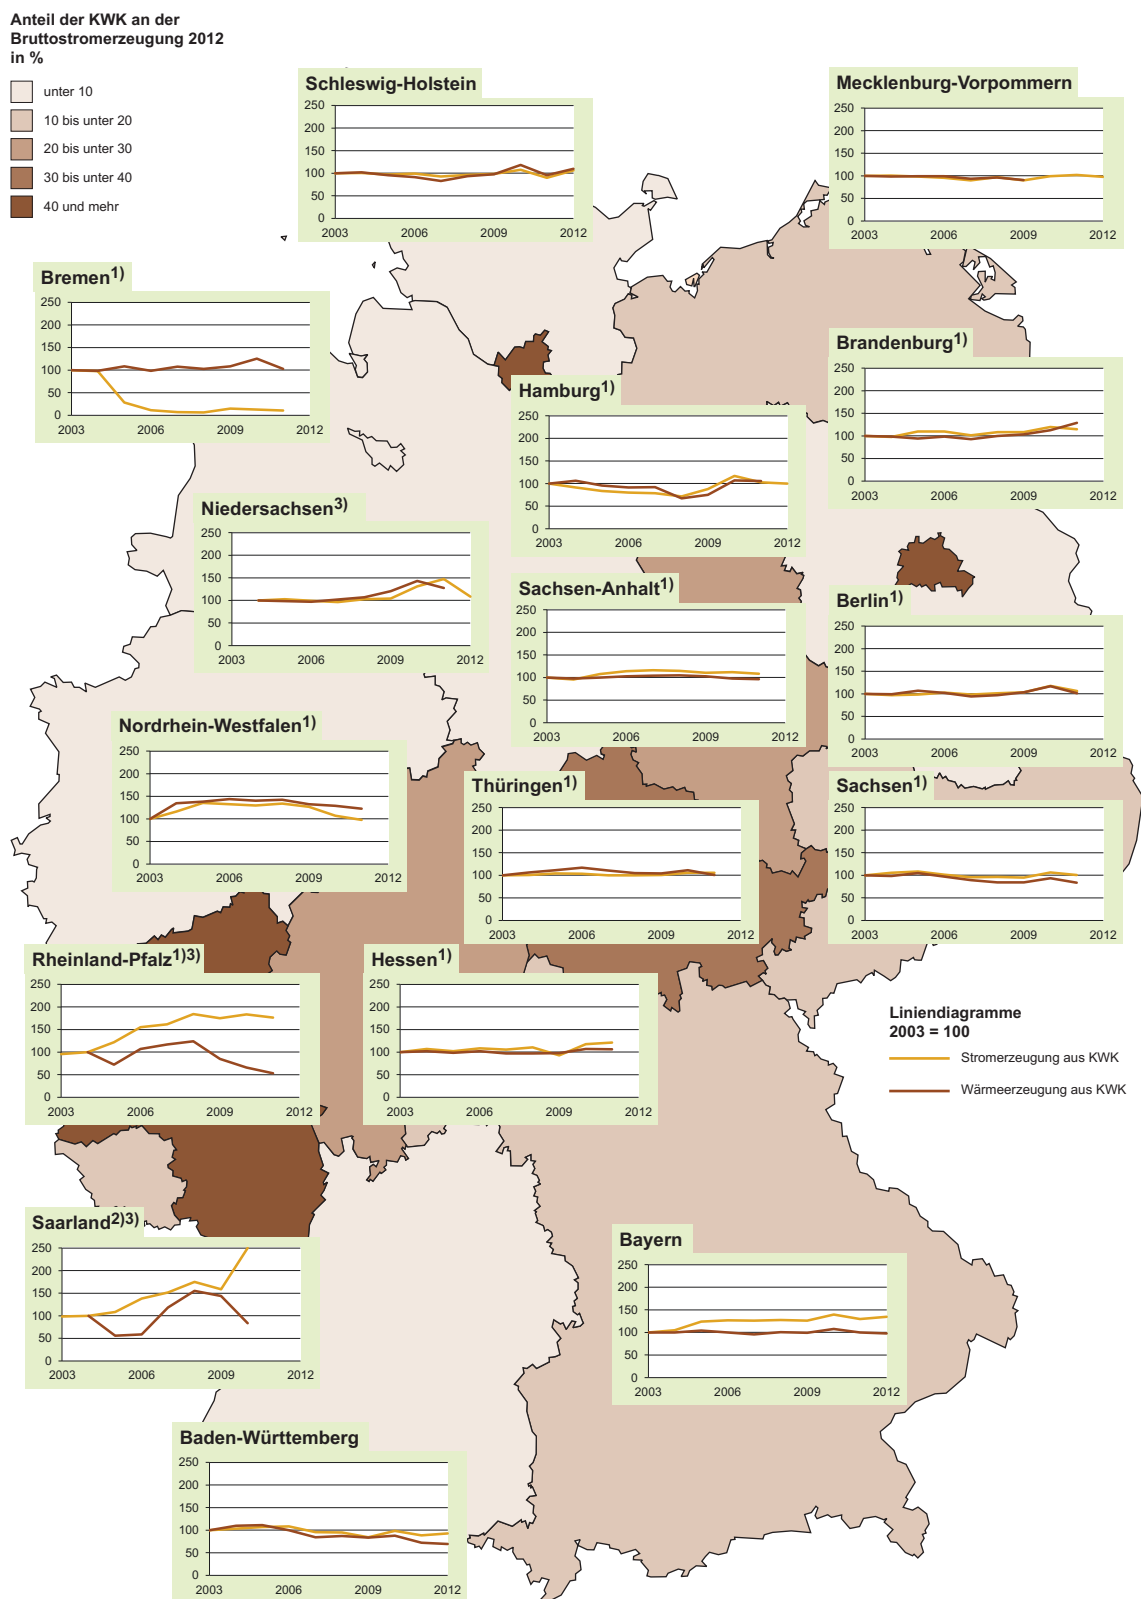 Anteil der KWK an der
Bruttostromerzeugung 2012
in %
unter 10
10 bis unter 20
20 bis unter 30
30 bis unter 40
40 und mehr
Schleswig-Holstein
250
200
150
100
50
0
2003 2006 2009 2012
Mecklenburg-Vorpommern
250
200
150
100
50
0
2003 2006 2009 2012
Bremen1)
250
200
150
100
50
0
2003 2006 2009 2012
Brandenburg1)
250
200
150
100
50
0
2003 2006 2009 2012
Hamburg1)
250
200
150
100
50
0
2003 2006 2009 2012
Niedersachsen3)
250
200
150
100
50
0
2003 2006 2009 2012
Sachsen-Anhalt1)
250
200
150
100
50
0
2003 2006 2009 2012
Berlin1)
250
200
150
100
50
0
2003 2006 2009 2012
Nordrhein-Westfalen1)
250
200
150
100
50
0
2003 2006 2009 2012
Thüringen1)
250
200
150
100
50
0
2003 2006 2009 2012
Sachsen1)
250
200
150
100
50
0
2003 2006 2009 2012
Rheinland-Pfalz1)3)
250
200
150
100
50
0
2003 2006 2009 2012
Hessen1)
250
200
150
100
50
0
2003 2006 2009 2012
Liniendiagramme
2003 = 100
Stromerzeugung aus KWK
Wärmeerzeugung aus KWK
Saarland2)3)
250
200
150
100
50
0
2003 2006 2009 2012
Bayern
250
200
150
100
50
0
2003 2006 2009 2012
Baden-Württemberg
250
200
150
100
50
0
2003 2006 2009 2012